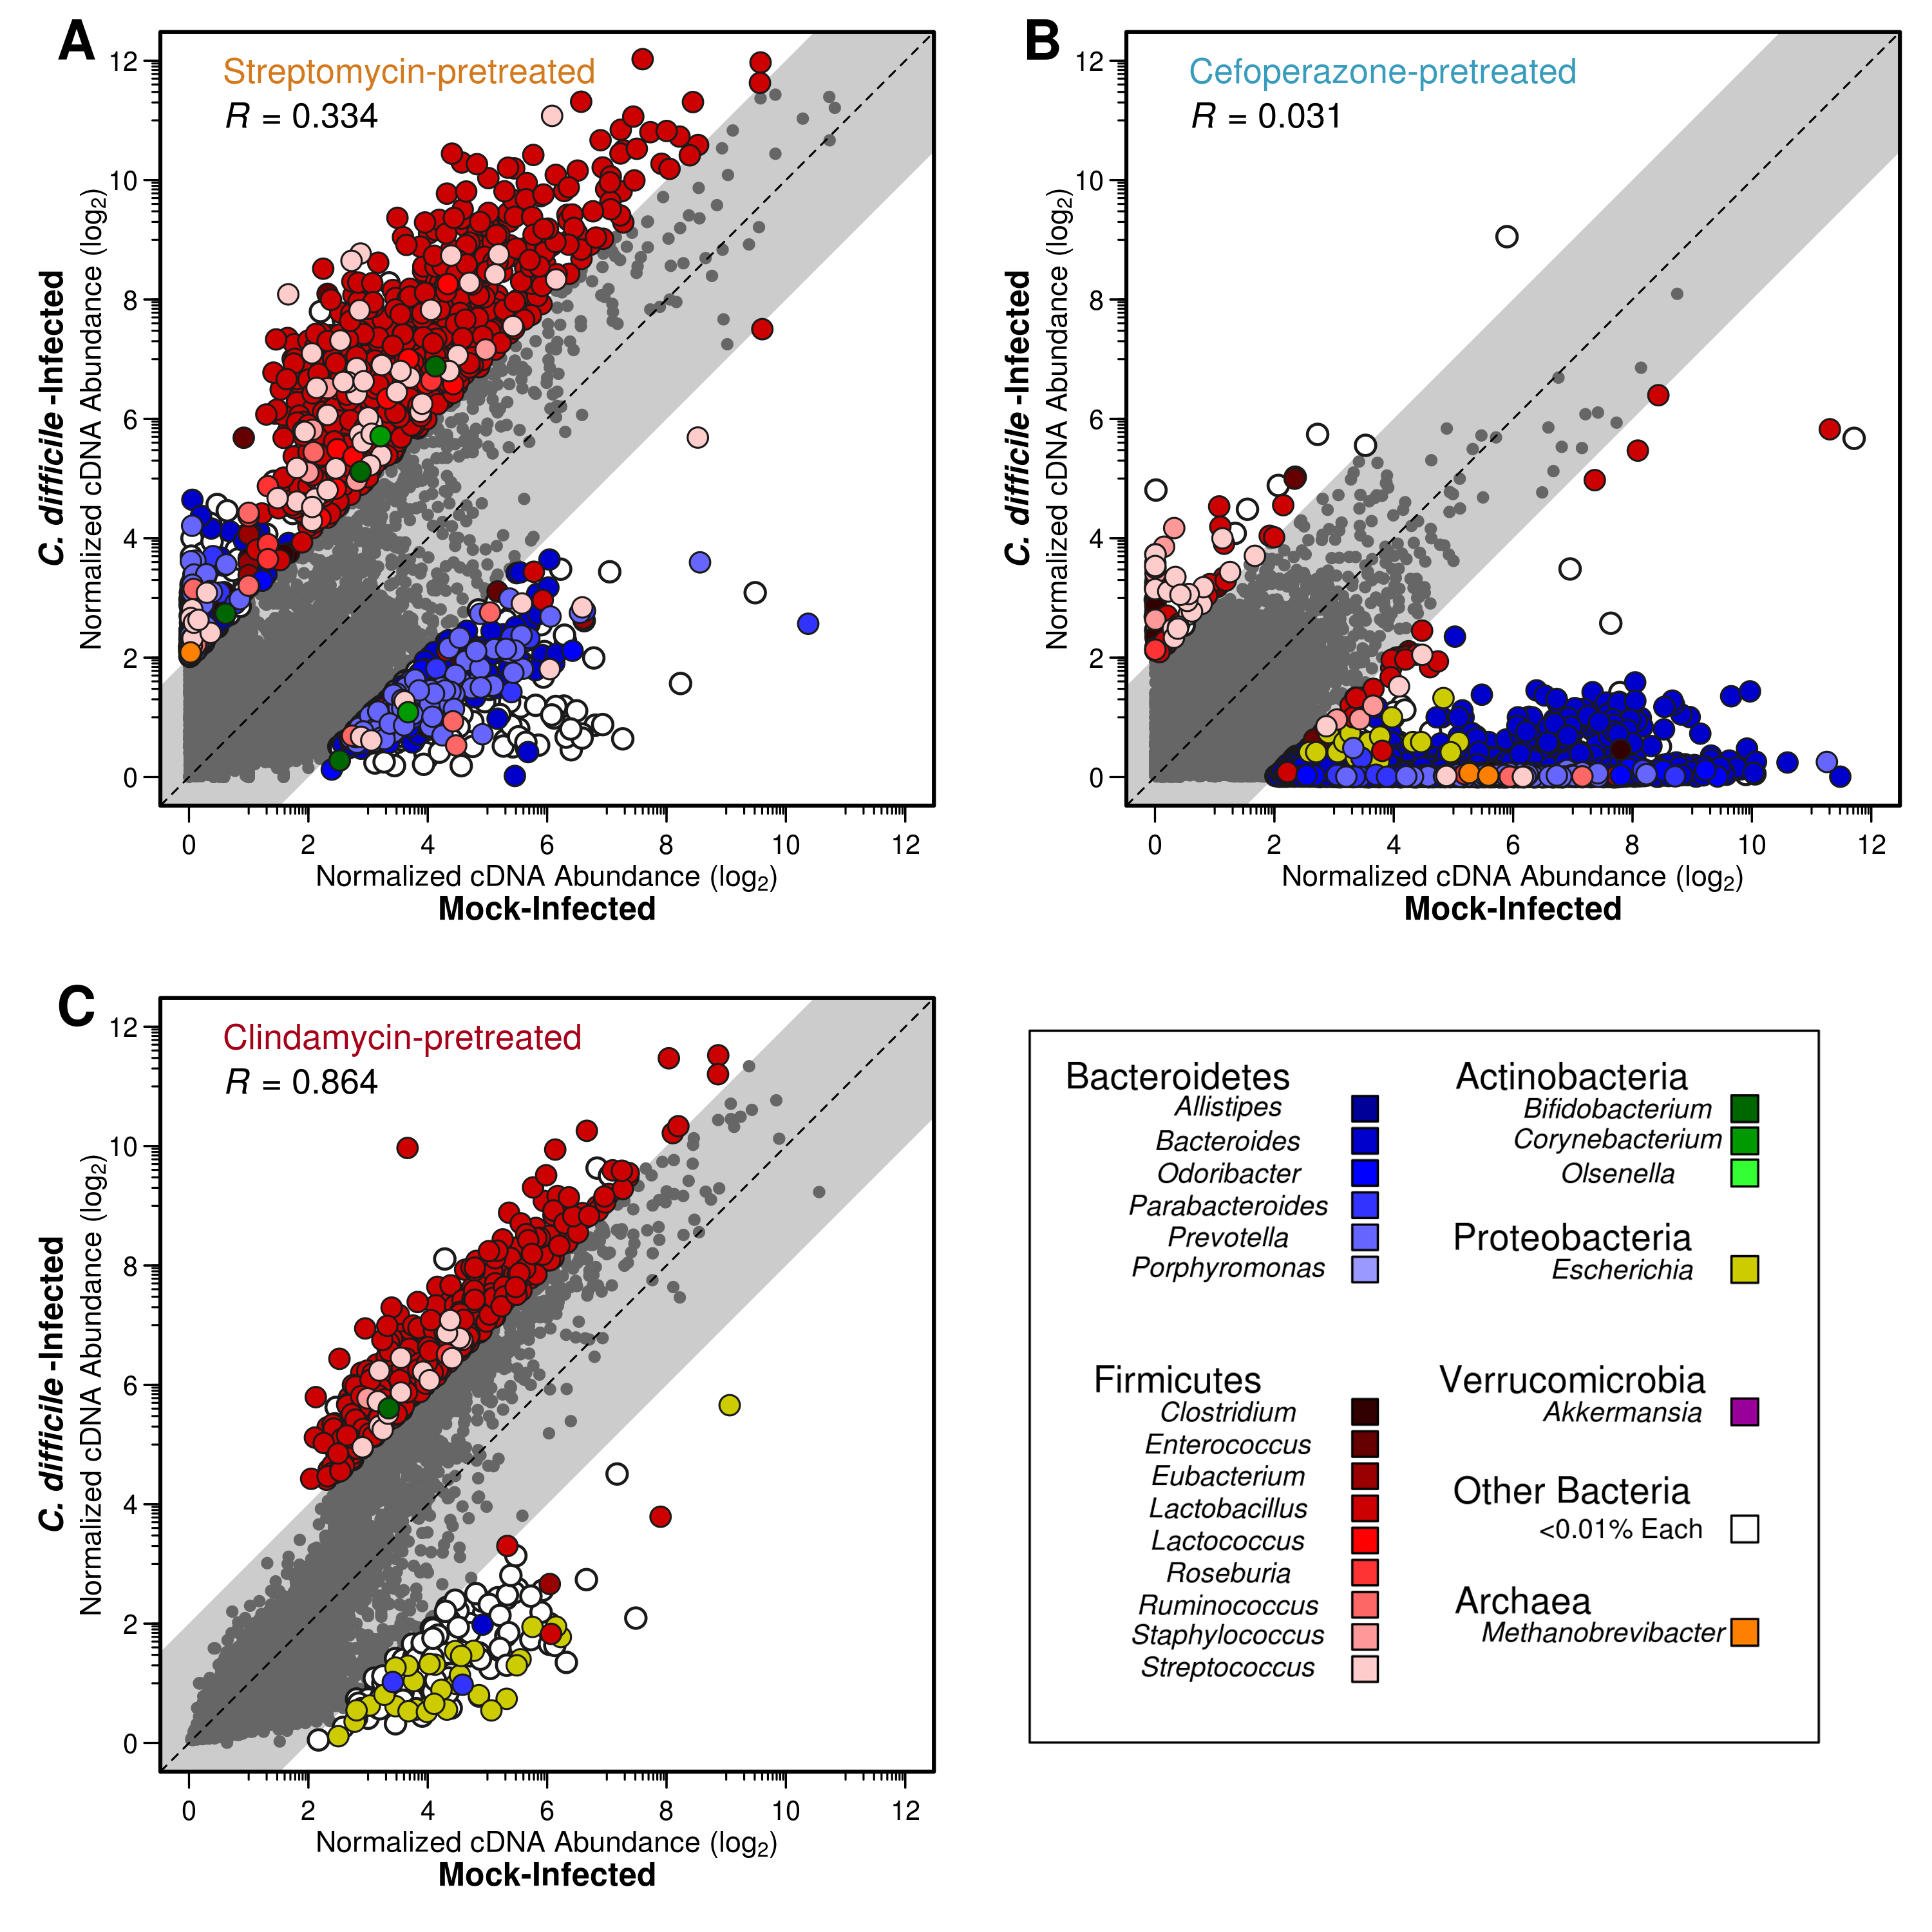 A
Streptomycin-pretreated
R = 0.334
12
10
8
6
4
2
0
C. difficile -Infected
Normalized cDNA Abundance (log2)
0 2 4 6 8 10 12
Normalized cDNA Abundance (log2)
Mock-Infected
B
Cefoperazone-pretreated
R = 0.031
12
10
8
6
4
2
0
C. difficile -Infected
Normalized cDNA Abundance (log2)
0 2 4 6 8 10 12
Normalized cDNA Abundance (log2)
Mock-Infected
C
Clindamycin-pretreated
R = 0.864
12
10
8
6
4
2
0
C. difficile -Infected
Normalized cDNA Abundance (log2)
0 2 4 6 8 10 12
Normalized cDNA Abundance (log2)
Mock-Infected
Bacteroidetes
Allistipes
Bacteroides
Odoribacter
Parabacteroides
Prevotella
Porphyromonas
Firmicutes
Clostridium
Enterococcus
Eubacterium
Lactobacillus
Lactococcus
Roseburia
Ruminococcus
Staphylococcus
Streptococcus
Actinobacteria
Bifidobacterium
Corynebacterium
Olsenella
Proteobacteria
Escherichia
Verrucomicrobia
Akkermansia
Other Bacteria
<0.01% Each
Archaea
Methanobrevibacter